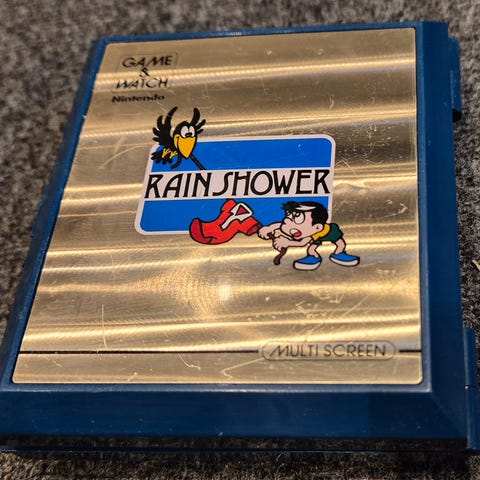 GAME
&
WATCH
Nintendo
RAIN SHOWER
MULTI SCREEN